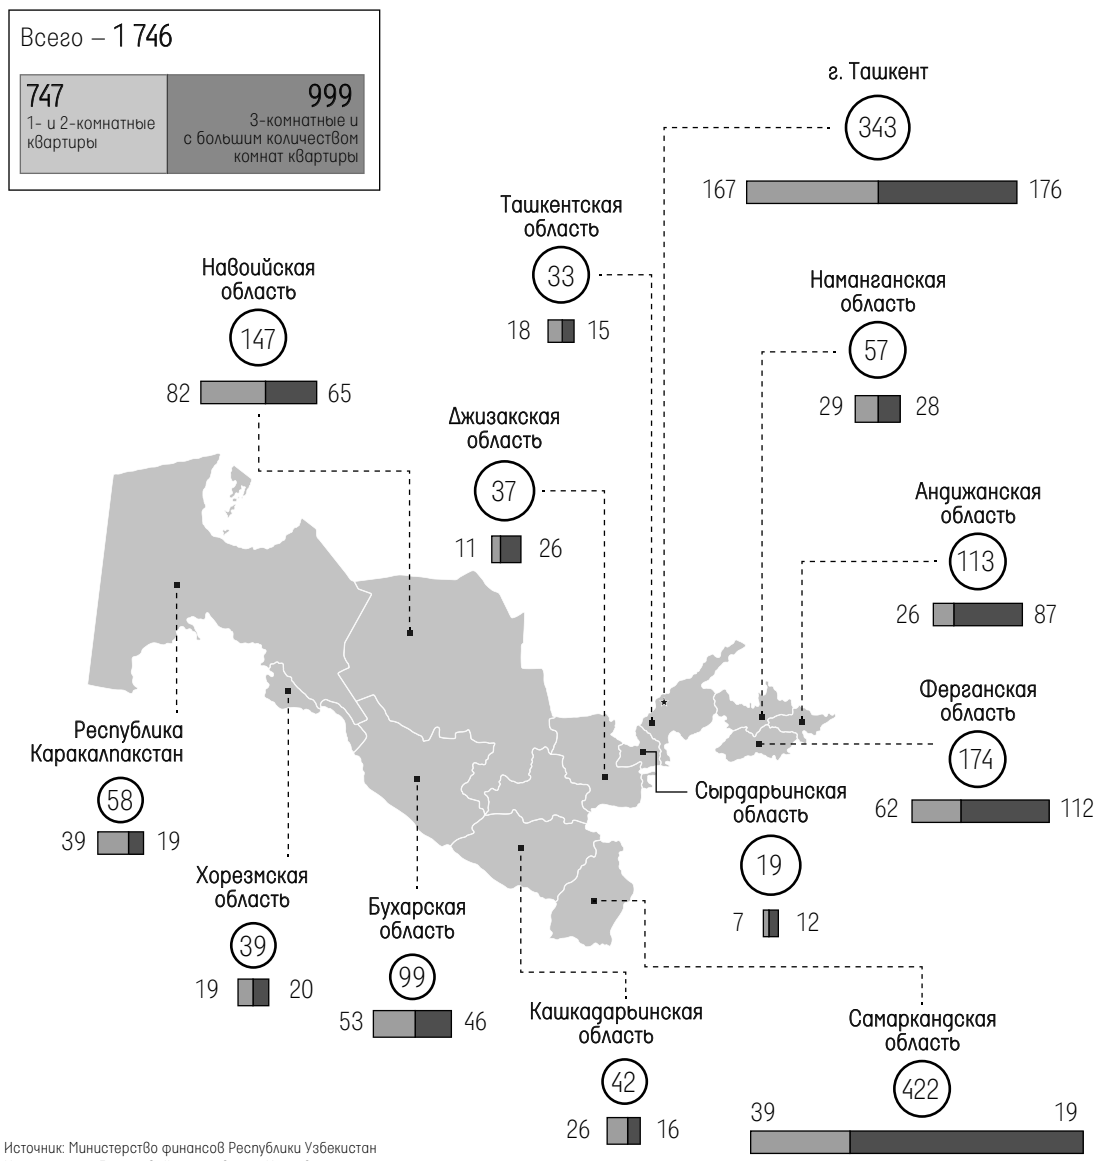 Всего – 1 746
747
1- и 2-комнатные
квартиры
999
3-комнатные и
с большим количеством
комнат квартиры
г. Ташкент
343
167
176
Ташкентская
область
33
18
15
Навоийская
область
147
82
65
Наманганская
область
57
29
28
Джизакская
область
37
11
26
Андижанская
область
113
26
87
Ферганская
область
174
62
112
Республика
Каракалпакстан
58
39
19
Сырдарьинская
область
19
7
12
Хорезмская
область
39
19
20
Бухарская
область
99
53
46
Кашкадарьинская
область
42
26
16
Самаркандская
область
422
39
19
Источник: Министерство финансов Республики Узбекистан